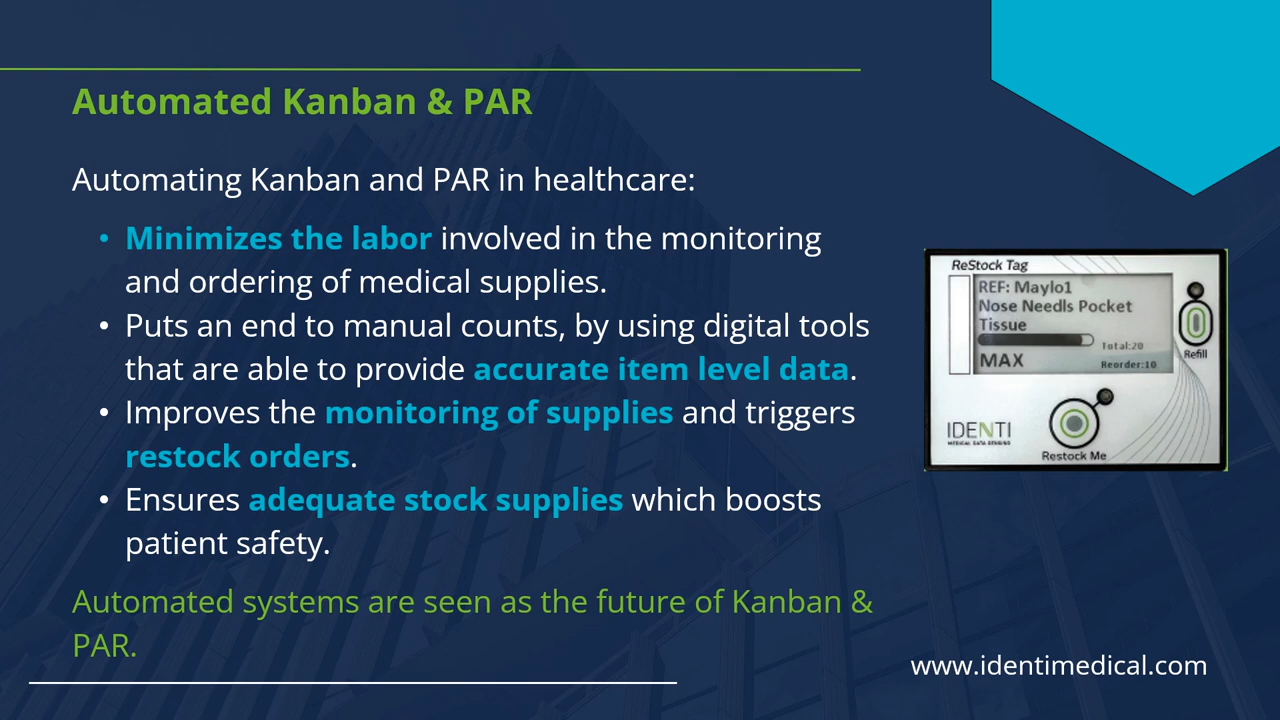 Automated Kanban & PAR
Automating Kanban and PAR in healthcare:
• Minimizes the labor involved in the monitoring
and ordering of medical supplies.
• Puts an end to manual counts, by using digital tools
that are able to provide accurate item level data.
• Improves the monitoring of supplies and triggers
restock orders.
• Ensures adequate stock supplies which boosts
patient safety.
Automated systems are seen as the future of Kanban &
PAR.
ReStock Tag
REF: Maylo1
Nose Needls Pocket
Tissue
Total:20
MAX
Reorder:10
Refill
IDENTI
MEDICAL DATA SENSING
Restock Me
www.identimedical.com